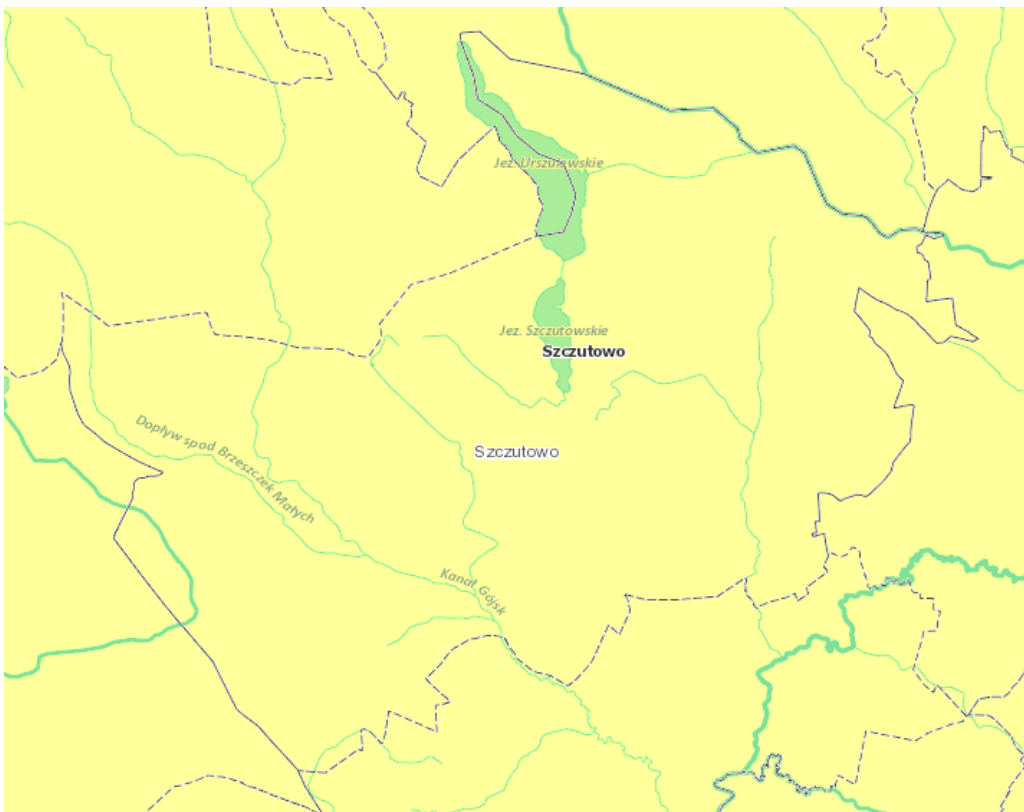 Jez. Urszulewskie
Jez. Szczutowskie
Szczutowo
Dopływ spod Brzeszczek Małych
Szczutowo
Kanał Gójsk